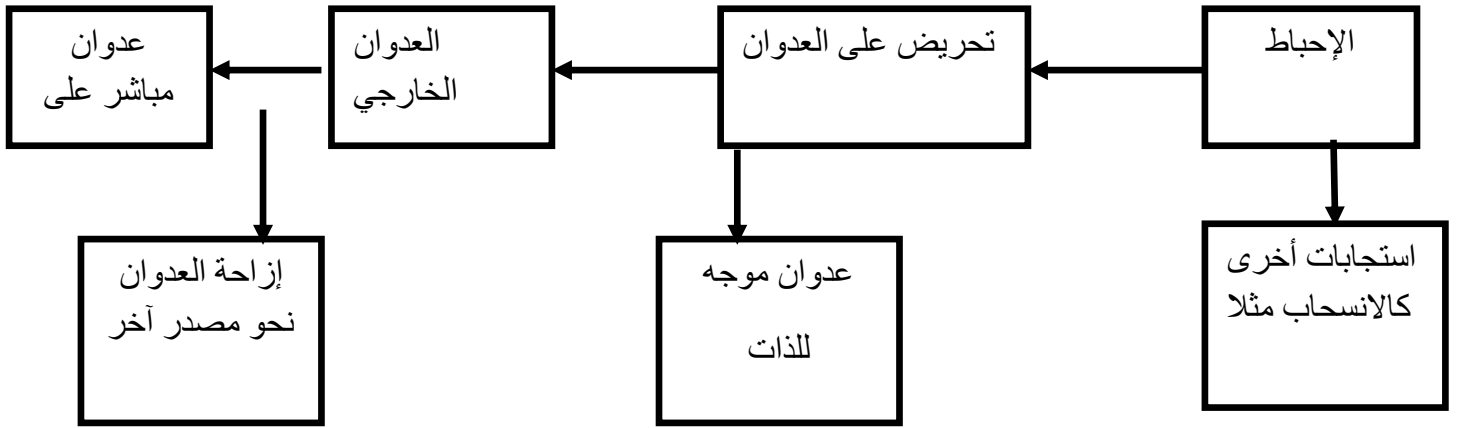 الإحباط
تحريض على العدوان
العدوان
الخارجي
عدوان
مباشر على
استجابات أخرى
كالانسحاب مثلا
عدوان موجه
للذات
إزاحة العدوان
نحو مصدر آخر